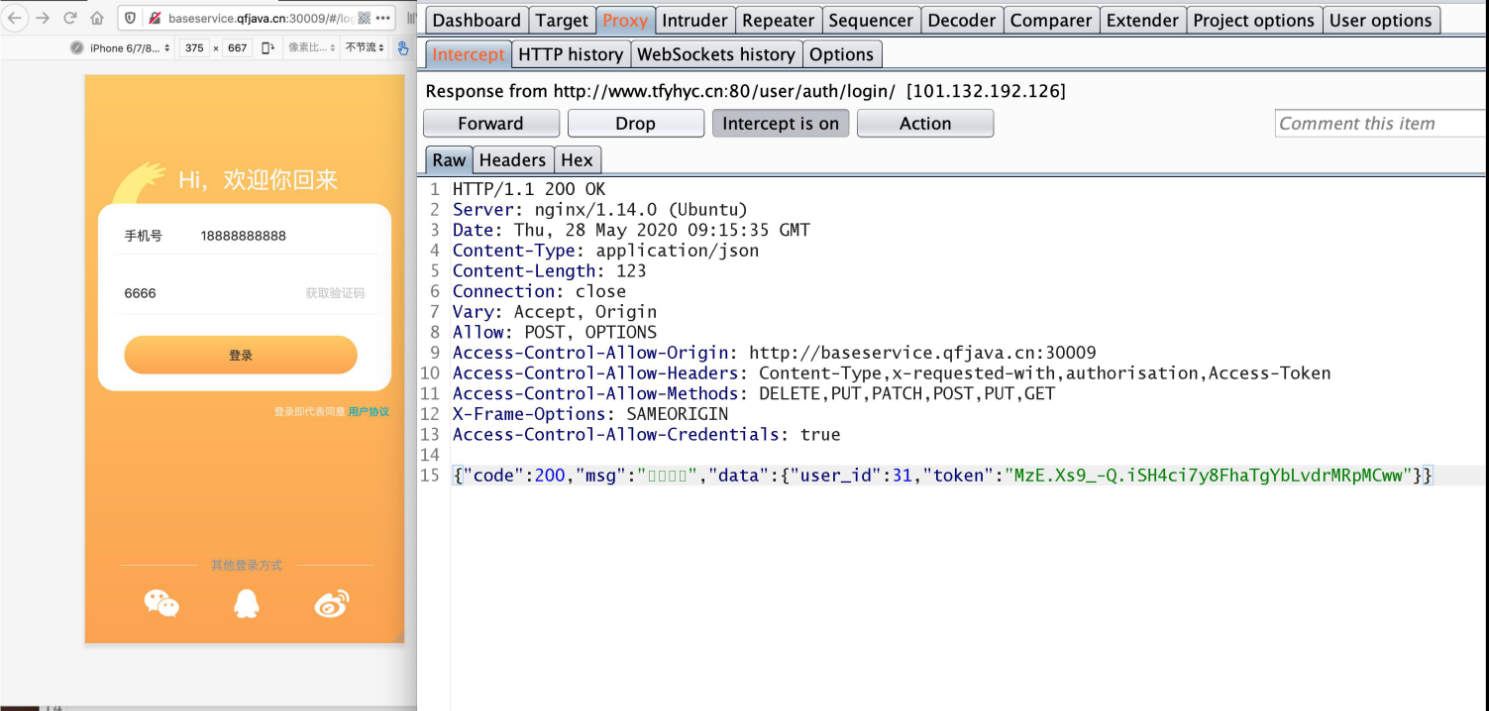 baseservice.qfjava.cn:30009/#/log
iPhone 6/7/8... 375 × 667 像素比... 不节流
Hi，欢迎你回来
手机号 18888888888
6666 获取验证码
登录
登录即代表同意 用户协议
其他登录方式
Dashboard Target Proxy Intruder Repeater Sequencer Decoder Comparer Extender Project options User options
Intercept HTTP history WebSockets history Options
Response from http://www.tfyhyc.cn:80/user/auth/login/ [101.132.192.126]
Forward Drop Intercept is on Action Comment this item
Raw Headers Hex
1 HTTP/1.1 200 OK
2 Server: nginx/1.14.0 (Ubuntu)
3 Date: Thu, 28 May 2020 09:15:35 GMT
4 Content-Type: application/json
5 Content-Length: 123
6 Connection: close
7 Vary: Accept, Origin
8 Allow: POST, OPTIONS
9 Access-Control-Allow-Origin: http://baseservice.qfjava.cn:30009
10 Access-Control-Allow-Headers: Content-Type,x-requested-with,authorisation,Access-Token
11 Access-Control-Allow-Methods: DELETE,PUT,PATCH,POST,PUT,GET
12 X-Frame-Options: SAMEORIGIN
13 Access-Control-Allow-Credentials: true
14
15 {"code":200,"msg":"□□□□","data":{"user_id":31,"token":"MzE.Xs9_-Q.iSH4ci7y8FhaTgYbLvdrMRpMCww"}}